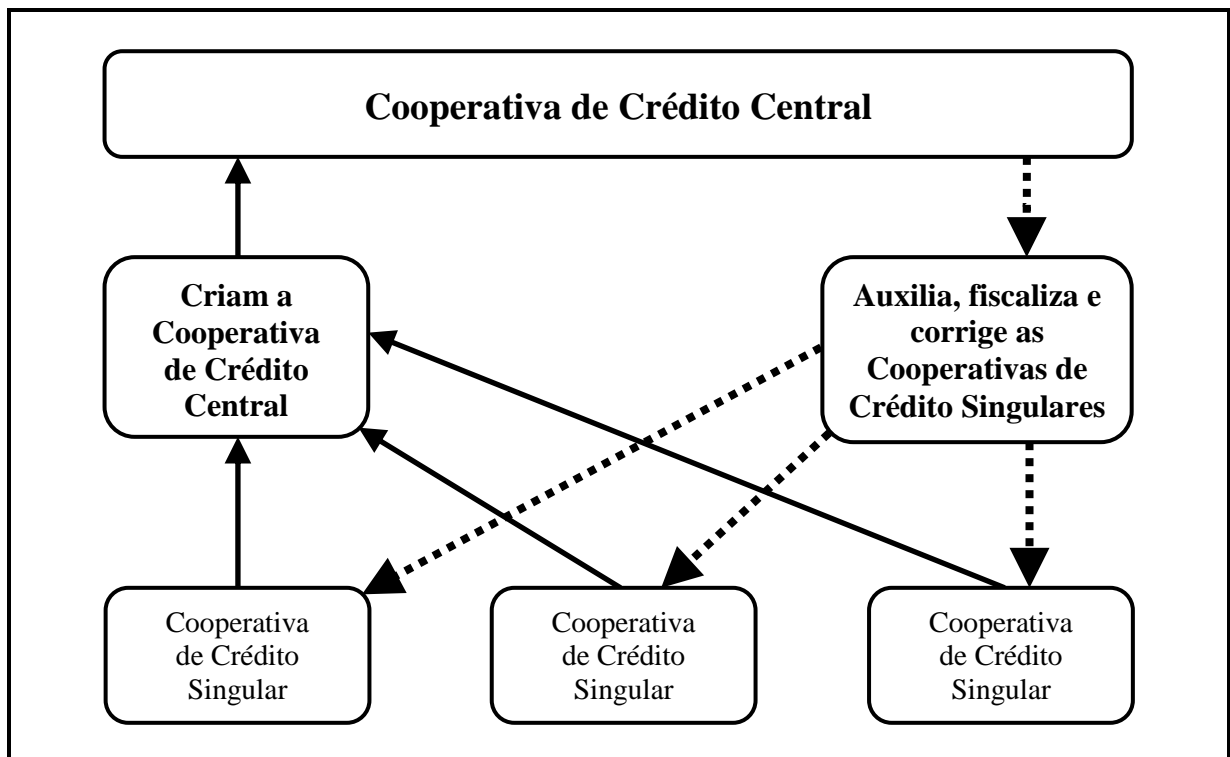 Cooperativa de Crédito Central
Criam a
Cooperativa
de Crédito
Central
Auxilia, fiscaliza e
corrige as
Cooperativas de
Crédito Singulares
Cooperativa
de Crédito
Singular
Cooperativa
de Crédito
Singular
Cooperativa
de Crédito
Singular